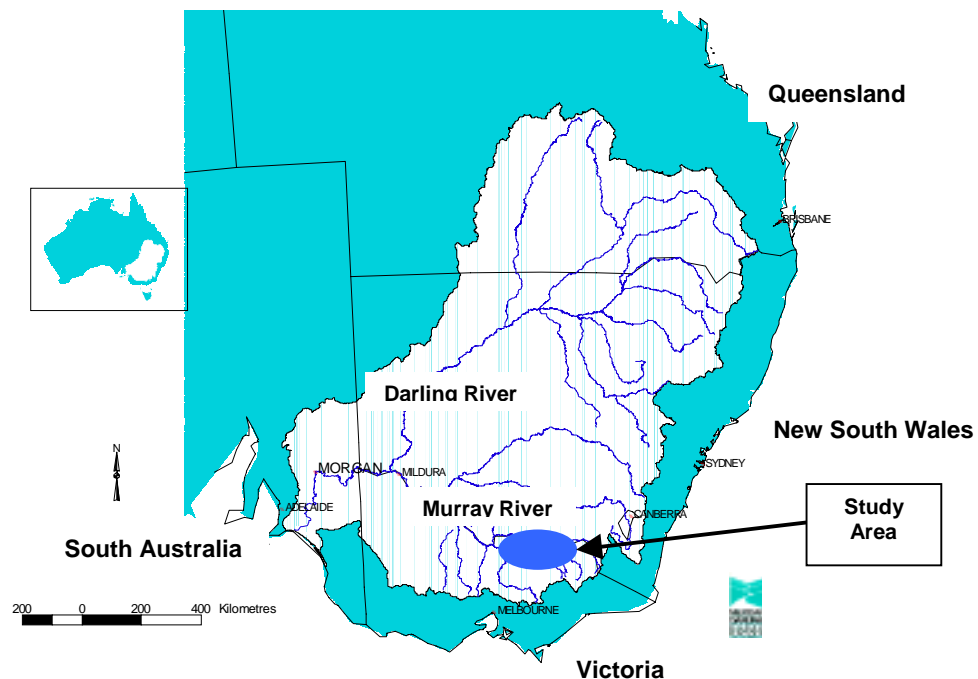 Queensland
BRISBANE
Darling River
New South Wales
N
MORGAN
MILDURA
SYDNEY
Murray River
Study
Area
ADELAIDE
CANBERRA
South Australia
200 0 200 400 Kilometres
MELBOURNE
Victoria